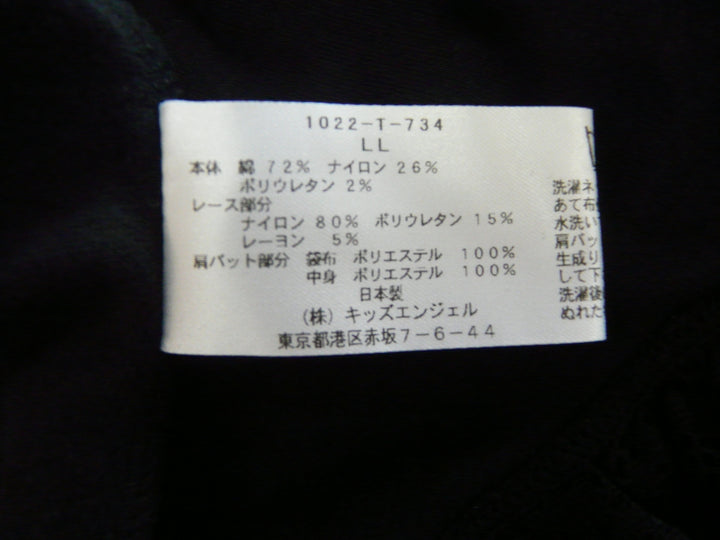 1022-T-734
LL
本体 綿 72% ナイロン 26%
ポリウレタン 2%
レース部分
ナイロン 80% ポリウレタン 15%
レーヨン 5%
肩パット部分 袋布 ポリエステル 100%
中身 ポリエステル 100%
日本製
(株) キッズエンジェル
東京都港区赤坂7-6-44
洗濯ネ
あて布
水洗い
肩パッ
生成り
して下
洗濯後
ぬれた